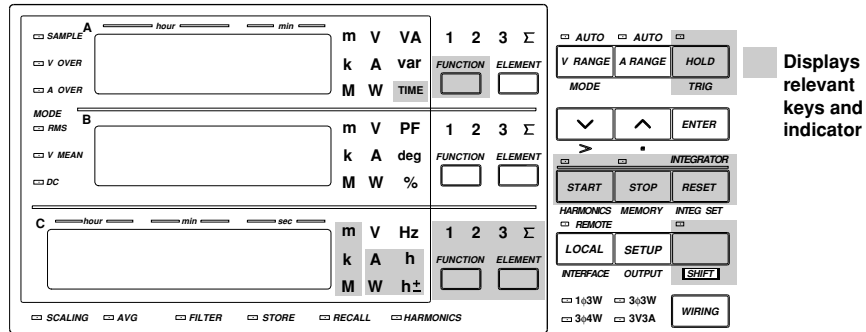 A hour min
SAMPLE m V VA 1 2 3 Σ
V OVER k A var FUNCTION ELEMENT
A OVER M W TIME
MODE
B
RMS m V PF 1 2 3 Σ
V MEAN k A deg FUNCTION ELEMENT
DC M W %
C hour min sec
m V Hz 1 2 3 Σ
k A h FUNCTION ELEMENT
M W h±
SCALING AVG FILTER STORE RECALL HARMONICS
AUTO AUTO
V RANGE A RANGE HOLD
MODE TRIG
∨ ∧ ENTER
> .
INTEGRATOR
START STOP RESET
HARMONICS MEMORY INTEG SET
REMOTE
LOCAL SETUP
INTERFACE OUTPUT SHIFT
1ϕ3W 3ϕ3W
3ϕ4W 3V3A WIRING
Displays
relevant
keys and
indicator